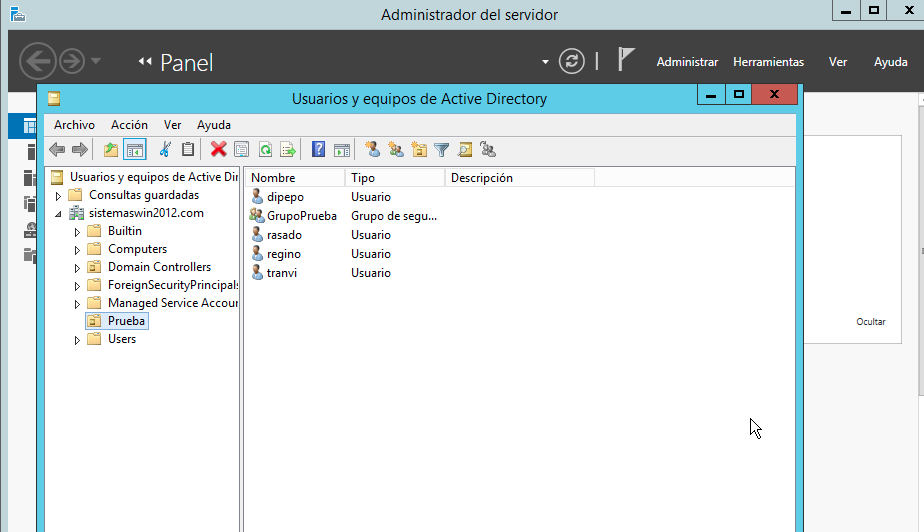 Administrador del servidor
Panel
Administrar Herramientas Ver Ayuda
Usuarios y equipos de Active Directory
Archivo Acción Ver Ayuda
Usuarios y equipos de Active Dir
Consultas guardadas
sistemaswin2012.com
Builtin
Computers
Domain Controllers
ForeignSecurityPrincipals
Managed Service Accour
Prueba
Users
Nombre Tipo Descripción
dipepo Usuario
GrupoPrueba Grupo de segu...
rasado Usuario
regino Usuario
tranvi Usuario
Ocultar